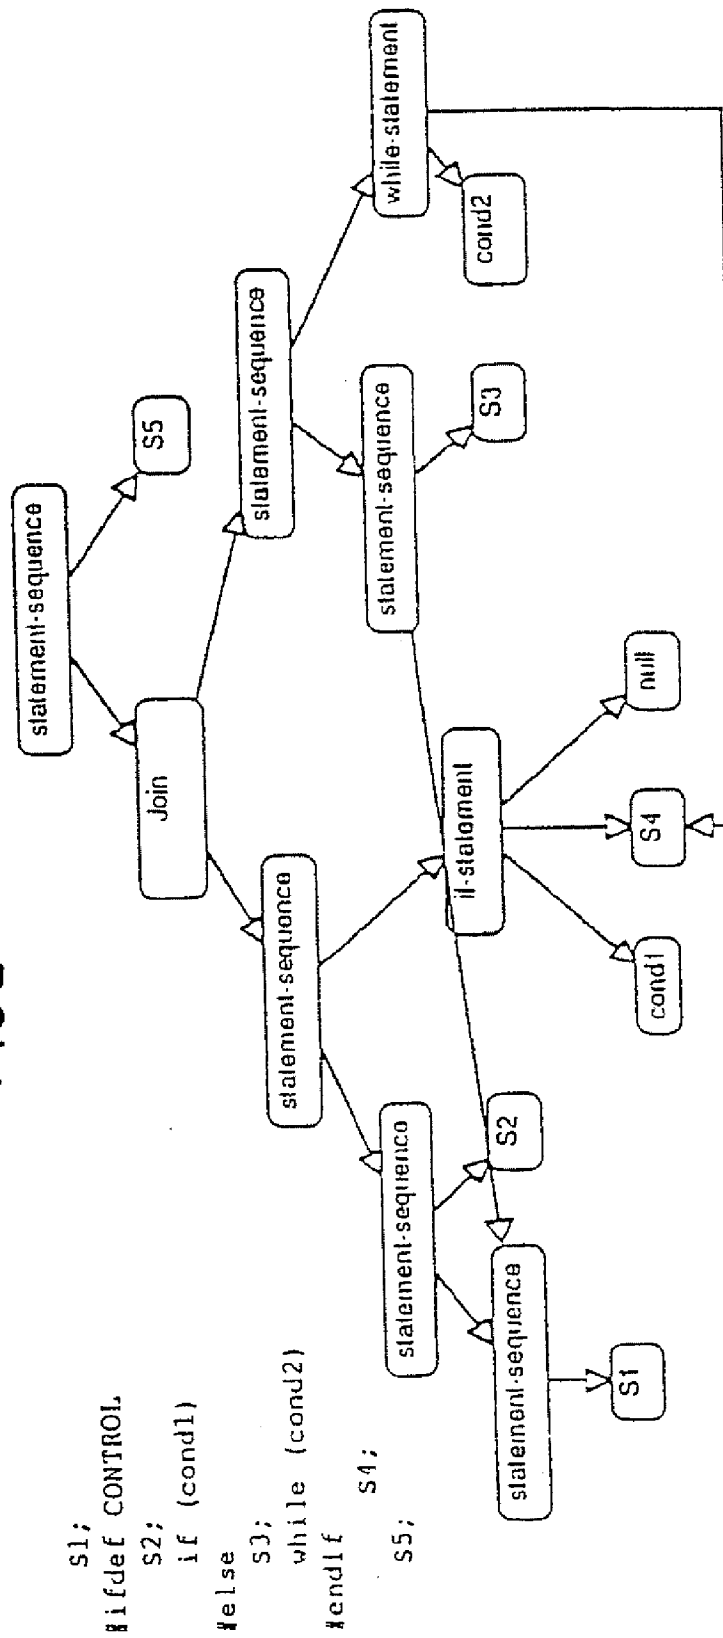 S1;
#ifdef CONTROL
S2;
if (cond1)
#else
S3;
while (cond2)
#endif
S4;
S5;
statement-sequence
Join
S5
statement-sequence
statement-sequence
statement-sequence
if-statement
statement-sequence
while-statement
statement-sequence
S2
S3
cond2
S1
cond1
S4
null